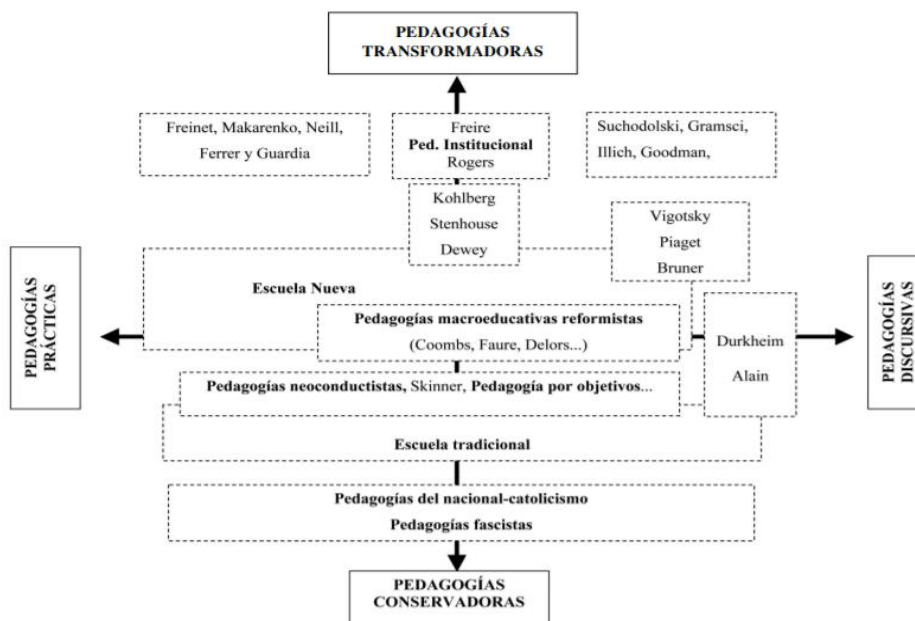 PEDAGOGÍAS
TRANSFORMADORAS
Freinet, Makarenko, Neill,
Ferrer y Guardia
Freire
Ped. Institucional
Rogers
Suchodolski, Gramsci,
Illich, Goodman,
Kohlberg
Stenhouse
Dewey
Vigotsky
Piaget
Bruner
PEDAGOGÍAS
PRÁCTICAS
Escuela Nueva
Pedagogías macroeducativas reformistas
(Coombs, Faure, Delors...)
Durkheim
Alain
PEDAGOGÍAS
DISCURSIVAS
Pedagogías neoconductistas, Skinner, Pedagogía por objetivos...
Escuela tradicional
Pedagogías del nacional-catolicismo
Pedagogías fascistas
PEDAGOGÍAS
CONSERVADORAS